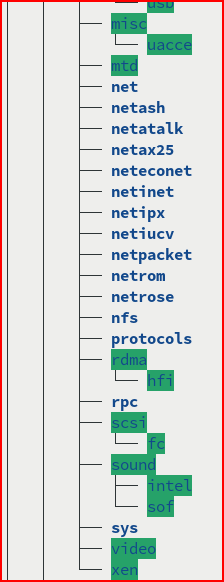 usb
misc
uacce
mtd
net
netash
netatalk
netax25
neteconet
netinet
netipx
netiucv
netpacket
netrom
netrose
nfs
protocols
rdma
hfi
rpc
scsi
fc
sound
intel
sof
sys
video
xen